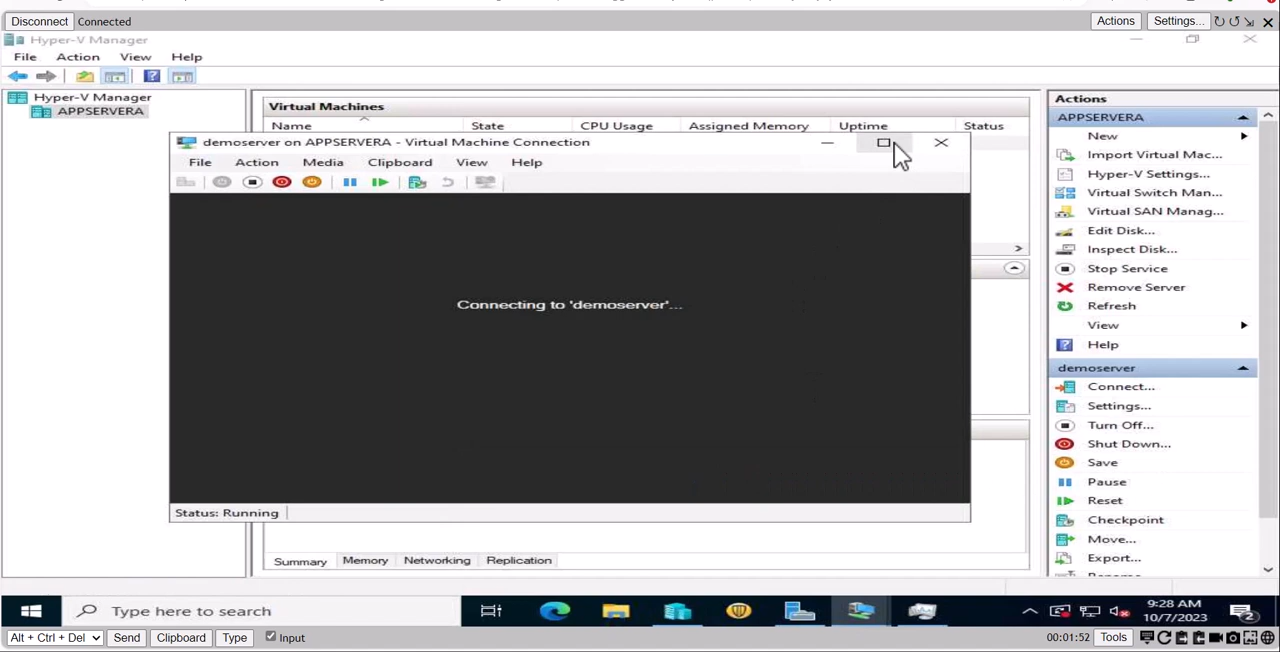 Disconnect Connected Actions Settings...
Hyper-V Manager
File Action View Help
Hyper-V Manager
APPSERVERA
Virtual Machines
Name State CPU Usage Assigned Memory Uptime Status
demoserver on APPSERVERA - Virtual Machine Connection
File Action Media Clipboard View Help
Connecting to 'demoserver'...
Status: Running
Summary Memory Networking Replication
Actions
APPSERVERA
New
Import Virtual Mac...
Hyper-V Settings...
Virtual Switch Man...
Virtual SAN Manag...
Edit Disk...
Inspect Disk...
Stop Service
Remove Server
Refresh
View
Help
demoserver
Connect...
Settings...
Turn Off...
Shut Down...
Save
Pause
Reset
Checkpoint
Move...
Export...
Type here to search
9:28 AM
10/7/2023
2
Alt + Ctrl + Del Send Clipboard Type Input 00:01:52 Tools